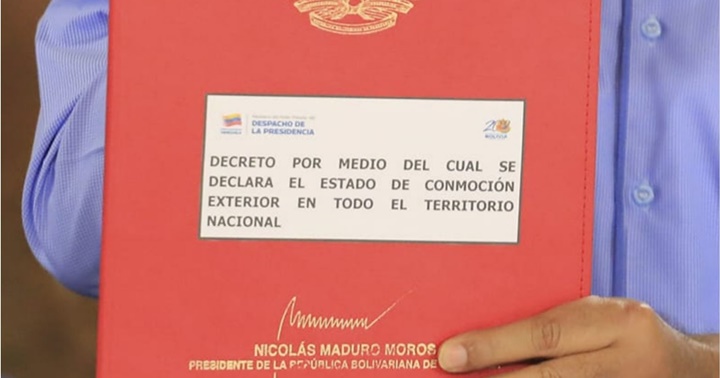 DESPACHO DE
LA PRESIDENCIA
DECRETO POR MEDIO DEL CUAL SE
DECLARA EL ESTADO DE CONMOCIÓN
EXTERIOR EN TODO EL TERRITORIO
NACIONAL
NICOLÁS MADURO MOROS
PRESIDENTE DE LA REPÚBLICA BOLIVARIANA DE